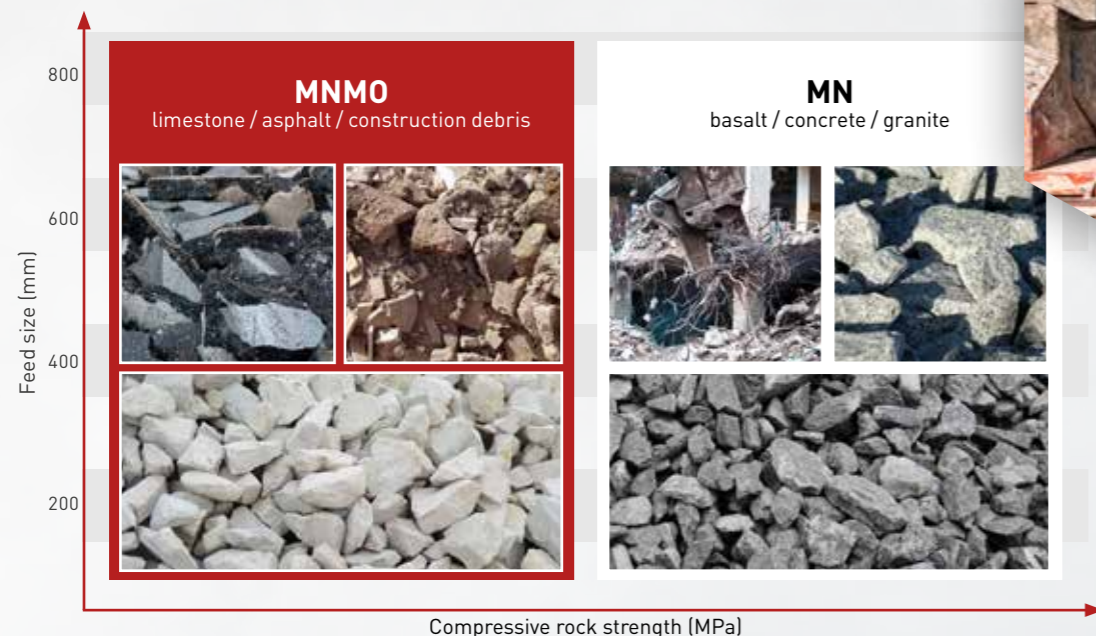 800
600
400
200
Feed size (mm)
MNMO
limestone / asphalt / construction debris
MN
basalt / concrete / granite
Compressive rock strength (MPa)